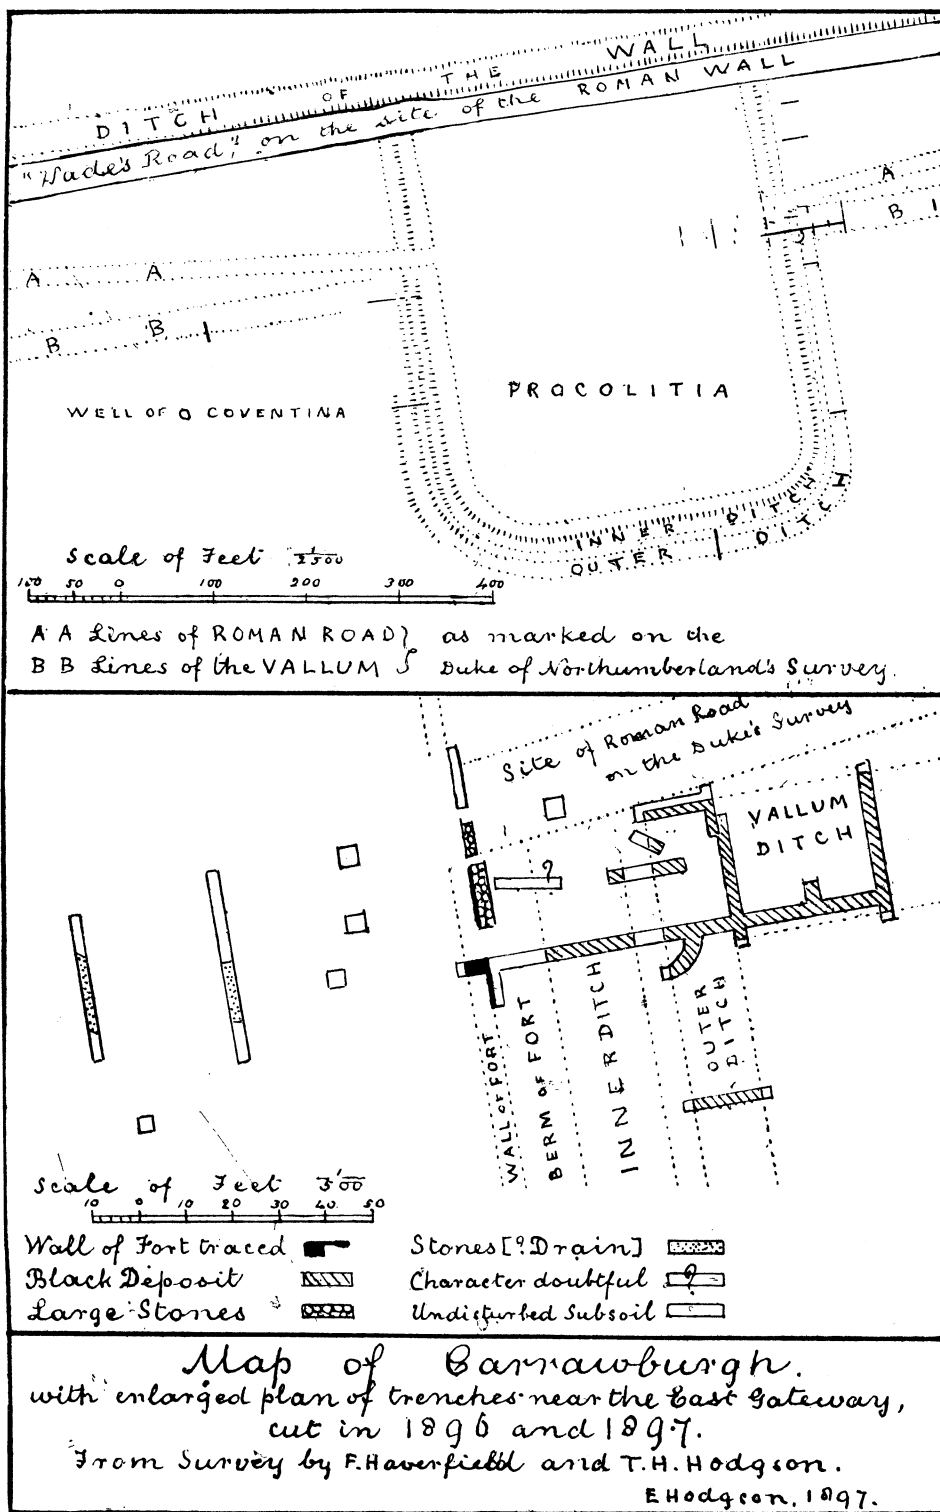 DITCH OF THE WALL
"Wade's Road", on the site of the ROMAN WALL
A
B
A A
B B
PROCOLITIA
WELL OF COVENTINA
INNER DITCH
OUTER DITCH
Scale of Feet 1/2500
100 50 0 100 200 300 400
A A Lines of ROMAN ROAD } as marked on the
B B Lines of the VALLUM } Duke of Northumberland's Survey.
Site of Roman Road
on the Duke's Survey
VALLUM
DITCH
?
WALL OF FORT
BERM OF FORT
INNER DITCH
OUTER
DITCH
Scale of Feet 1/300
10 0 10 20 30 40 50
Wall of Fort traced
Stones [?Drain]
Black Deposit
Character doubtful ?
Large Stones
Undisturbed Subsoil
Map of Carrawburgh.
with enlarged plan of trenches near the East Gateway,
cut in 1896 and 1897.
From Survey by F. Haverfield and T.H. Hodgson.
E Hodgson, 1897.